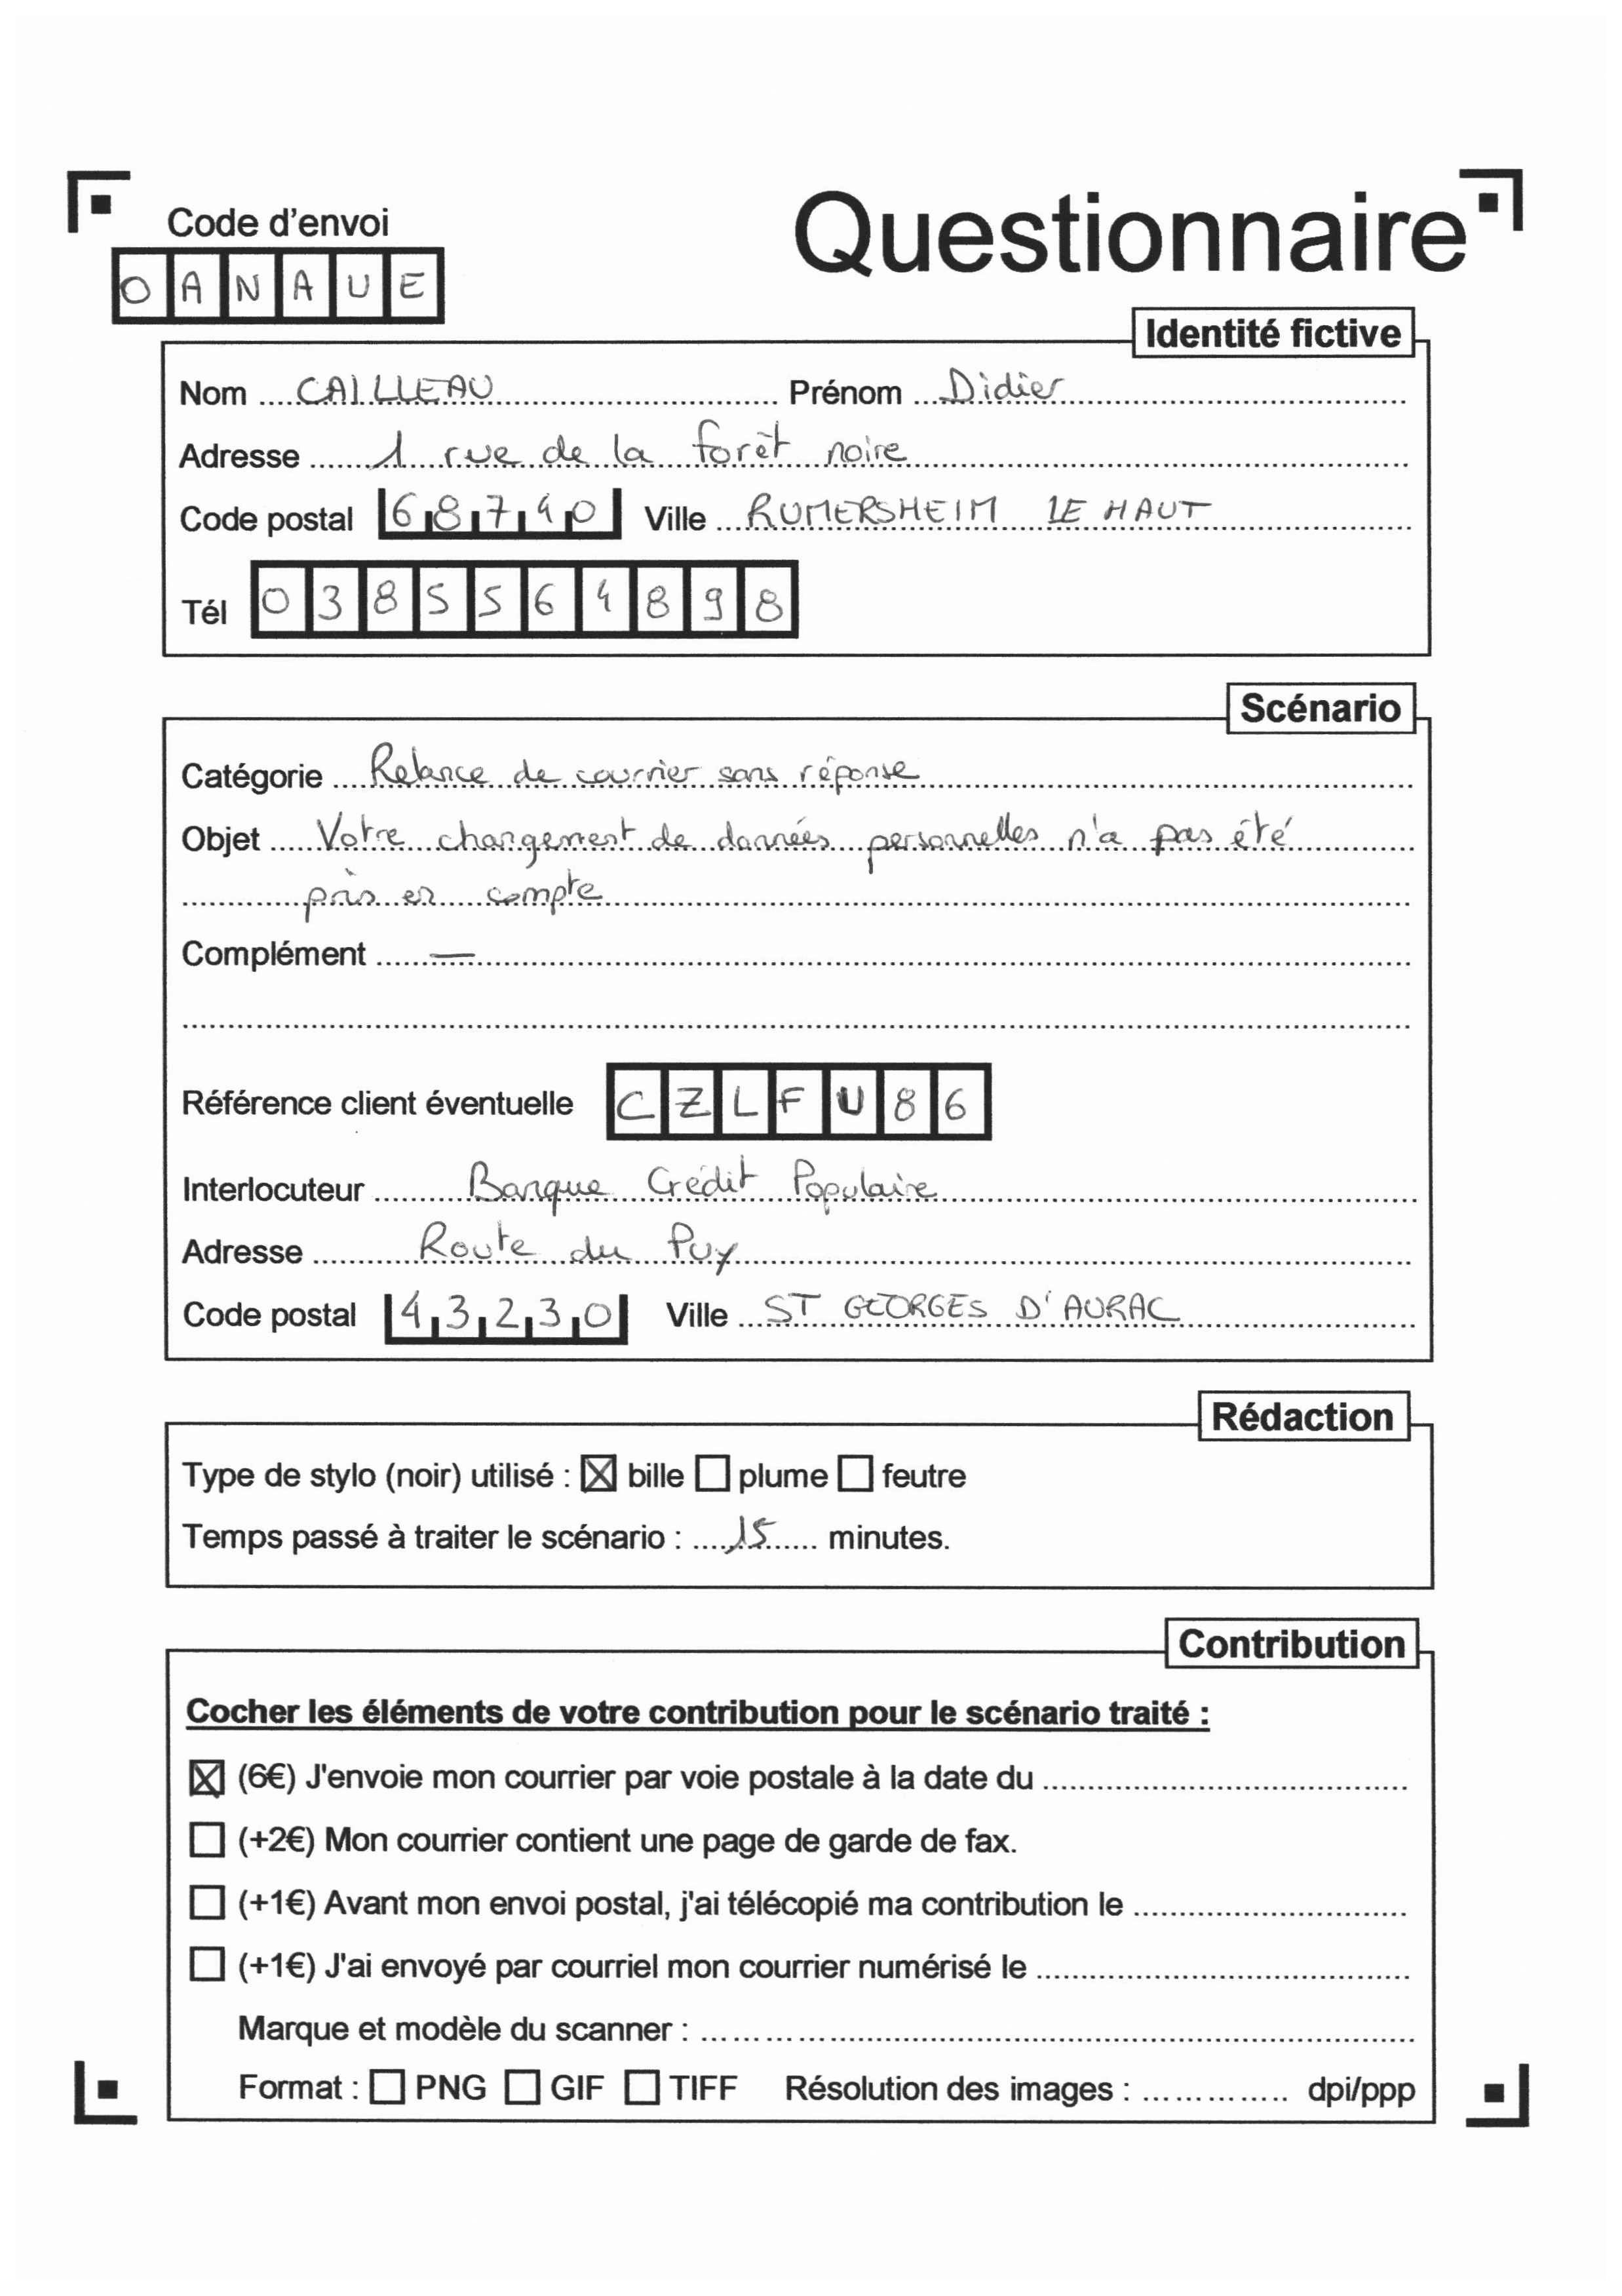 Code d'envoi
Questionnaire
O A N A U E
Identité fictive
Nom CAILLEAU Prénom Didier
Adresse 1 rue de la forêt noire
Code postal 68740 Ville RUMERSHEIM LE HAUT
Tél 0385564898
Scénario
Catégorie Relance de courrier sans réponse
Objet Votre changement de données personnelles n'a pas été
pris en compte
Complément —
Référence client éventuelle CZLFU86
Interlocuteur Banque Crédit Populaire
Adresse Route du Puy
Code postal 43230 Ville ST GEORGES D'AURAC
Rédaction
Type de stylo (noir) utilisé : ☒ bille ☐ plume ☐ feutre
Temps passé à traiter le scénario : 15 minutes.
Contribution
Cocher les éléments de votre contribution pour le scénario traité :
☒ (6€) J'envoie mon courrier par voie postale à la date du
☐ (+2€) Mon courrier contient une page de garde de fax.
☐ (+1€) Avant mon envoi postal, j'ai télécopié ma contribution le
☐ (+1€) J'ai envoyé par courriel mon courrier numérisé le
Marque et modèle du scanner :
Format : ☐ PNG ☐ GIF ☐ TIFF Résolution des images : dpi/ppp